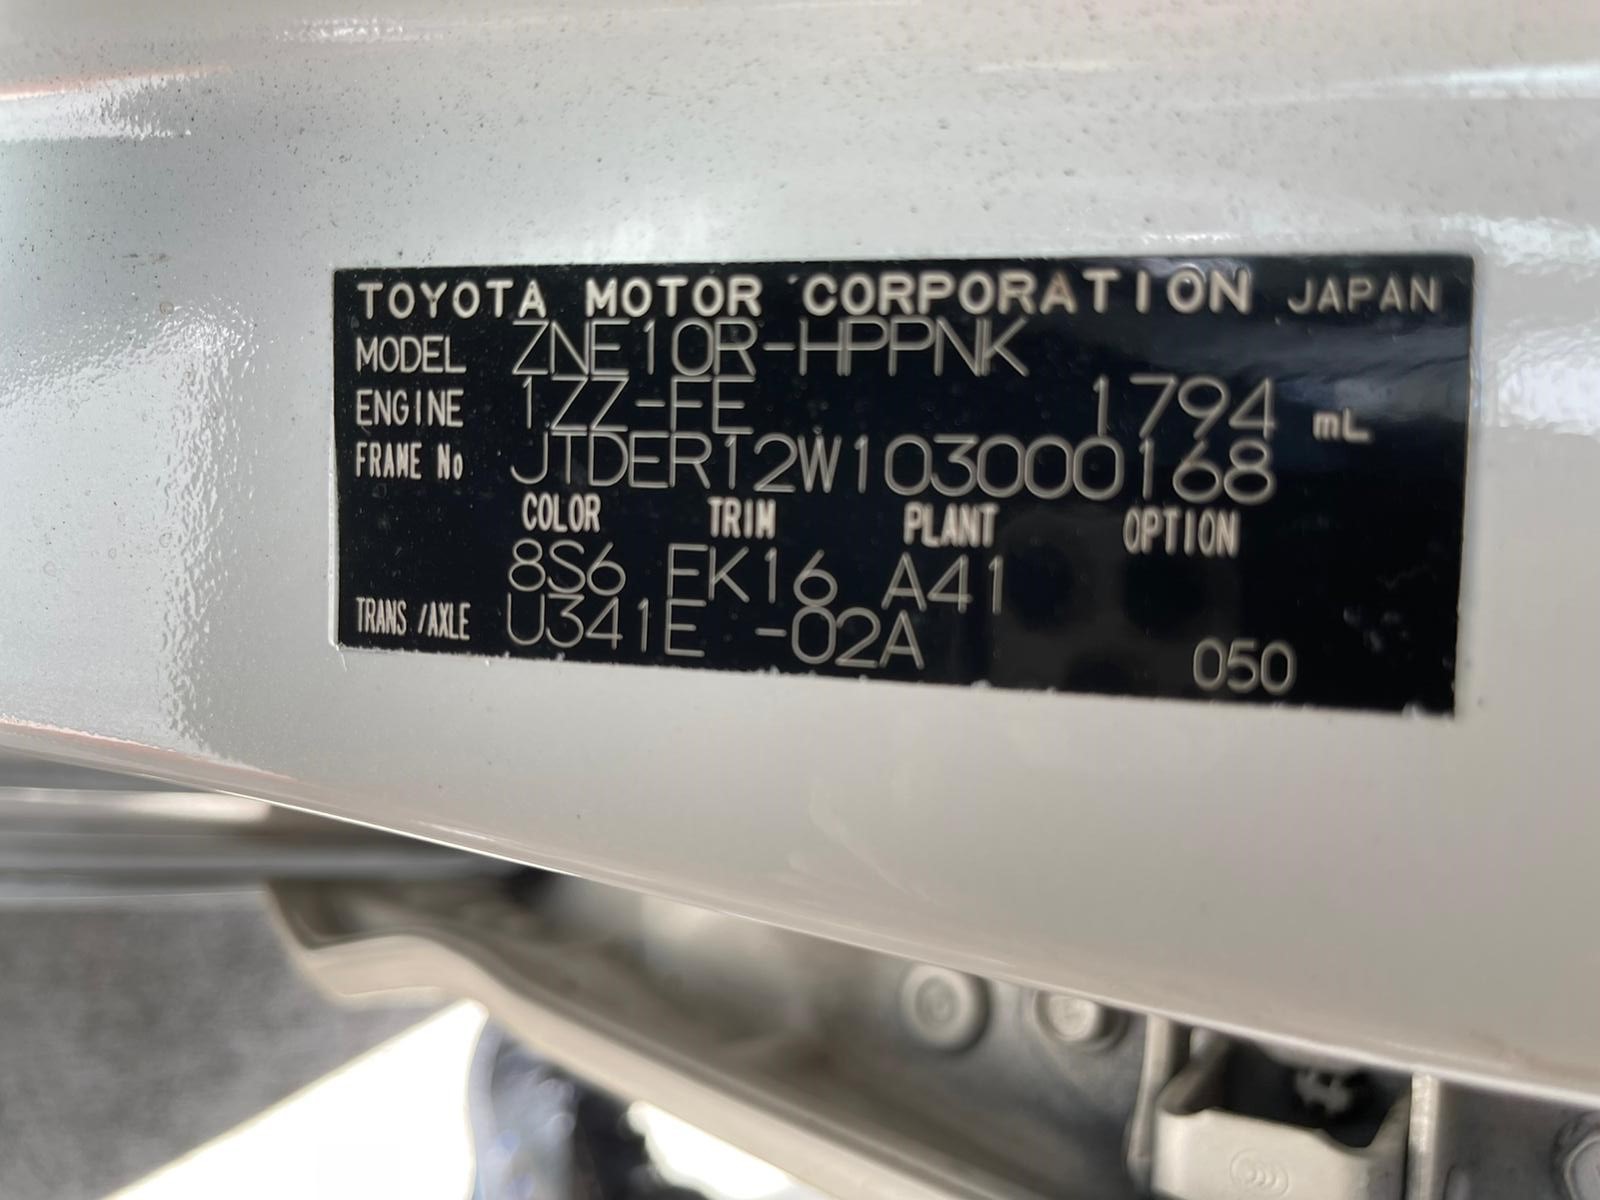 TOYOTA MOTOR CORPORATION JAPAN
MODEL ZNE10R-HPPNK
ENGINE 1ZZ-FE 1794 mL
FRAME No JTDER12W103000168
COLOR TRIM PLANT OPTION
8S6 EK16 A41
TRANS /AXLE U341E -02A 050